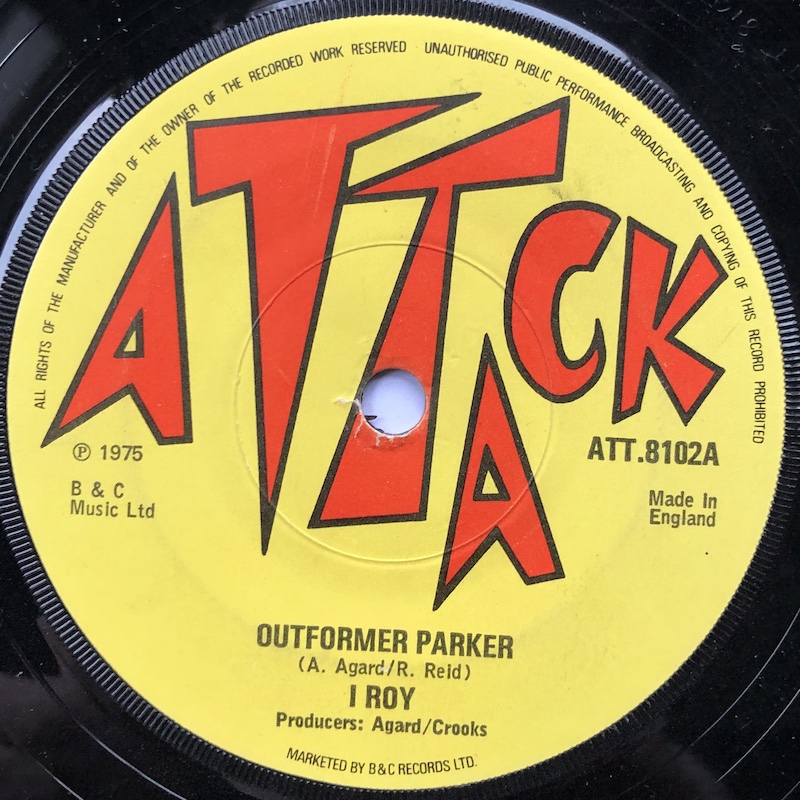 ALL RIGHTS OF THE MANUFACTURER AND OF THE OWNER OF THE RECORDED WORK RESERVED · UNAUTHORISED PUBLIC PERFORMANCE BROADCASTING AND COPYING OF THIS RECORD PROHIBITED
ATTACK
ATT.8102A
℗ 1975
B & C
Music Ltd
Made In
England
OUTFORMER PARKER
(A. Agard/R. Reid)
I ROY
Producers: Agard/Crooks
MARKETED BY B&C RECORDS LTD.